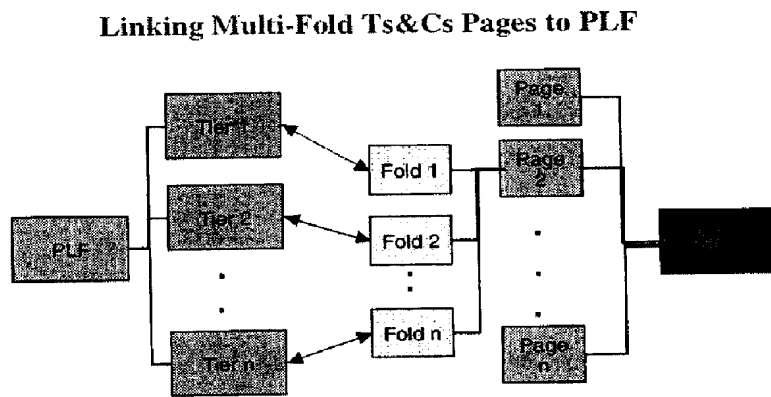 Linking Multi-Fold Ts&Cs Pages to PLF
Page
1
Tier 1
Page
2
Fold 1
Tier 2
Fold 2
PLF
Fold n
Tier n
Page
n